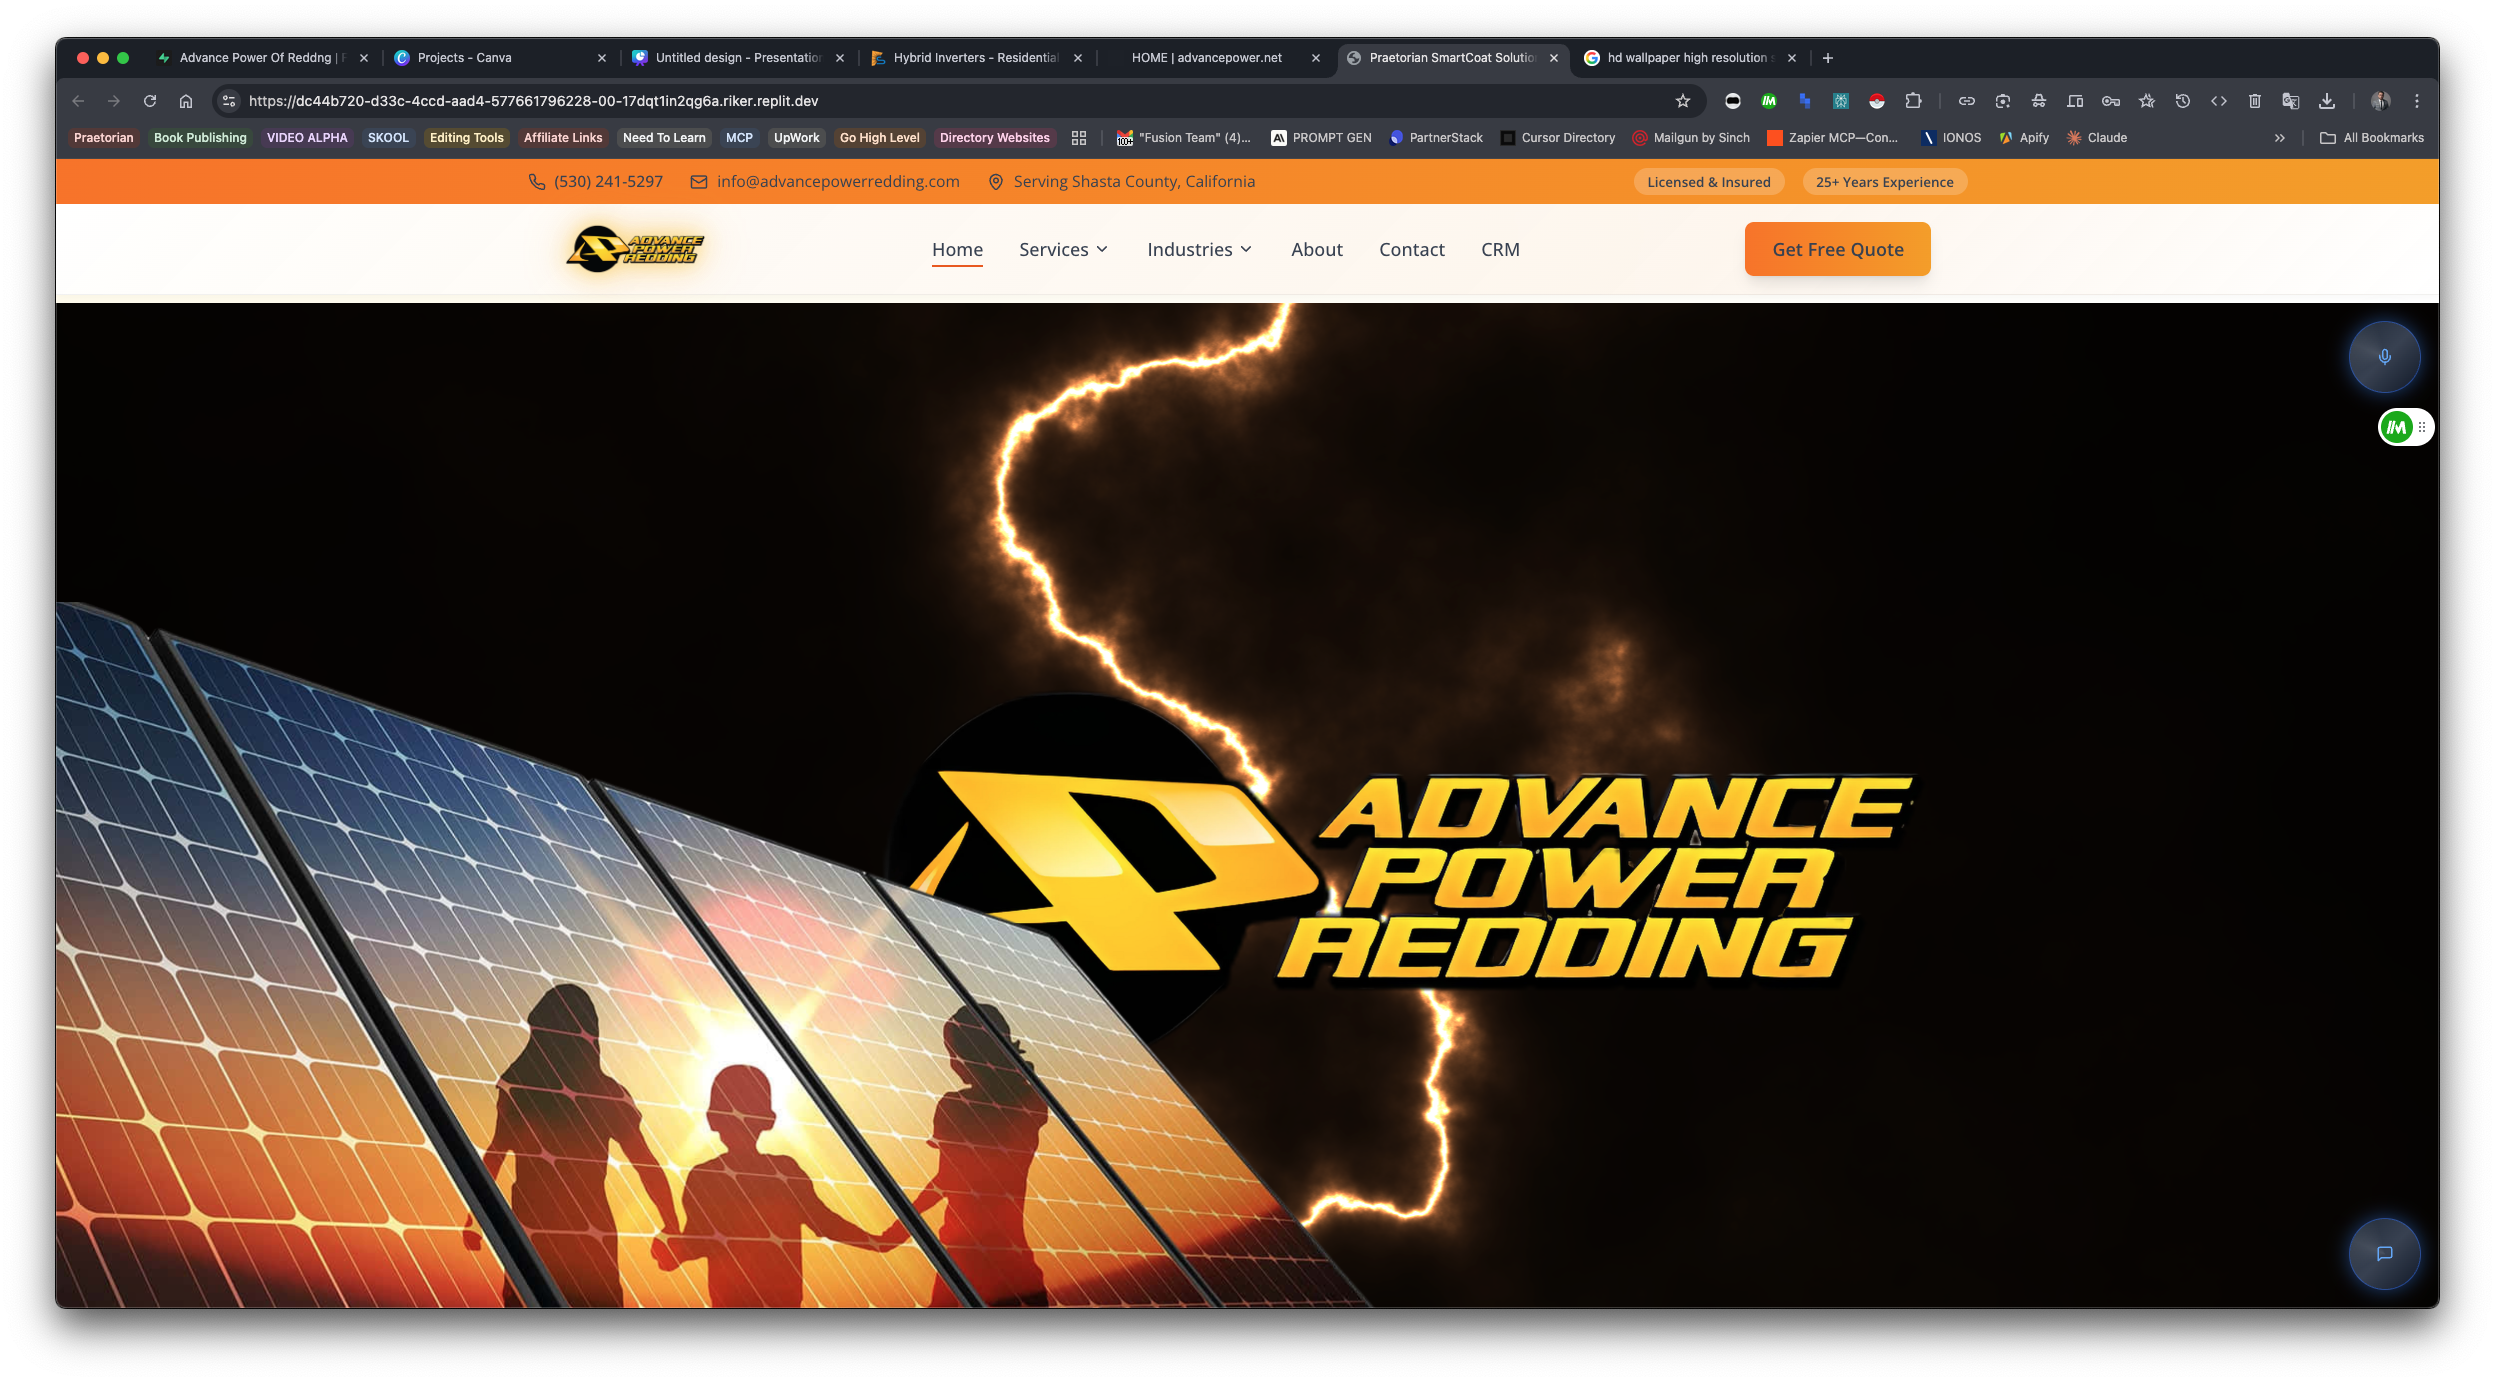 Advance Power Of Reddng | F
Projects - Canva
Untitled design - Presentation
Hybrid Inverters - Residential
HOME | advancepower.net
Praetorian SmartCoat Solutio
hd wallpaper high resolution s
https://dc44b720-d33c-4ccd-aad4-577661796228-00-17dqt1in2qg6a.riker.replit.dev
Praetorian
Book Publishing
VIDEO ALPHA
SKOOL
Editing Tools
Affiliate Links
Need To Learn
MCP
UpWork
Go High Level
Directory Websites
100+
"Fusion Team" (4)...
PROMPT GEN
PartnerStack
Cursor Directory
Mailgun by Sinch
Zapier MCP—Con...
IONOS
Apify
Claude
All Bookmarks
(530) 241-5297
info@advancepowerredding.com
Serving Shasta County, California
Licensed & Insured
25+ Years Experience
ADVANCE
POWER
REDDING
Home
Services
Industries
About
Contact
CRM
Get Free Quote
ADVANCE
POWER
REDDING